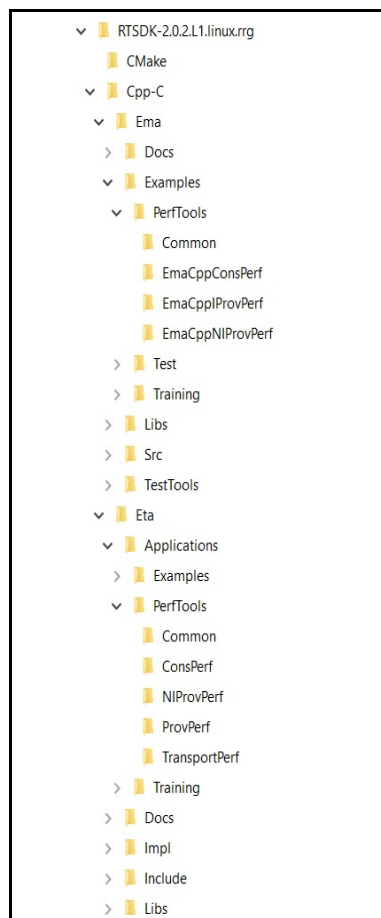 RTSDK-2.0.2.L1.linux.rrg
CMake
Cpp-C
Ema
Docs
Examples
PerfTools
Common
EmaCppConsPerf
EmaCppIProvPerf
EmaCppNIProvPerf
Test
Training
Libs
Src
TestTools
Eta
Applications
Examples
PerfTools
Common
ConsPerf
NIProvPerf
ProvPerf
TransportPerf
Training
Docs
Impl
Include
Libs